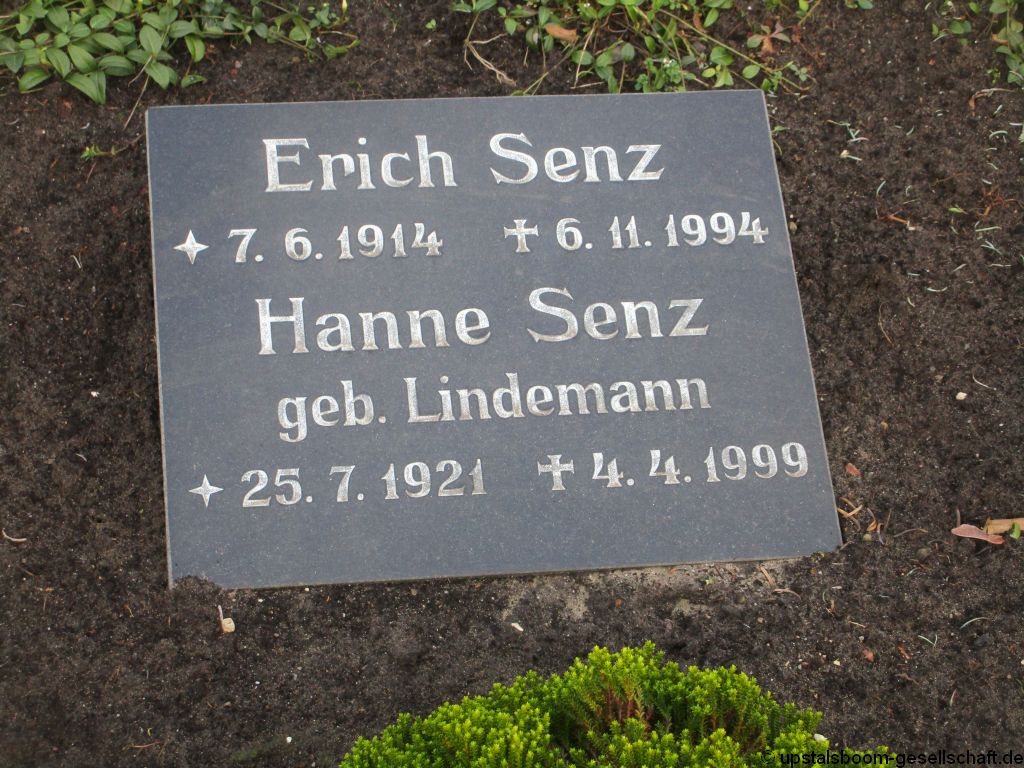 Erich Senz
7. 6. 1914 6. 11. 1994
Hanne Senz
geb. Lindemann
25. 7. 1921 4. 4. 1999
© upstalsboom-gesellschaft.de